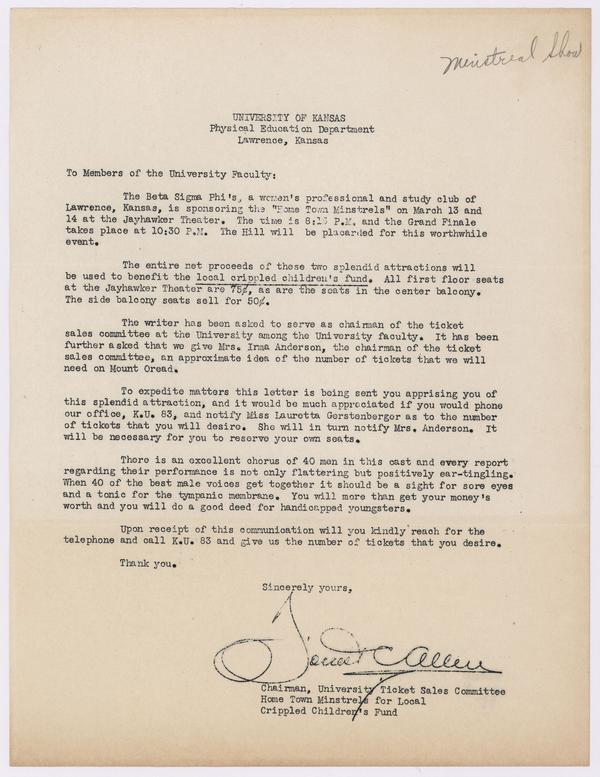 Minstreal Show
UNIVERSITY OF KANSAS
Physical Education Department
Lawrence, Kansas
To Members of the University Faculty:
The Beta Sigma Phi's, a women's professional and study club of
Lawrence, Kansas, is sponsoring the "Home Town Minstrels" on March 13 and
14 at the Jayhawker Theater. The time is 8:15 P.M. and the Grand Finale
takes place at 10:30 P.M. The Hill will be placarded for this worthwhile
event.
The entire net proceeds of these two splendid attractions will
be used to benefit the local crippled children's fund. All first floor seats
at the Jayhawker Theater are 75¢, as are the seats in the center balcony.
The side balcony seats sell for 50¢.
The writer has been asked to serve as chairman of the ticket
sales committee at the University among the University faculty. It has been
further asked that we give Mrs. Irma Anderson, the chairman of the ticket
sales committee, an approximate idea of the number of tickets that we will
need on Mount Oread.
To expedite matters this letter is being sent you apprising you of
this splendid attraction, and it would be much appreciated if you would phone
our office, K.U. 83, and notify Miss Lauretta Gerstenberger as to the number
of tickets that you will desire. She will in turn notify Mrs. Anderson. It
will be necessary for you to reserve your own seats.
There is an excellent chorus of 40 men in this cast and every report
regarding their performance is not only flattering but positively ear-tingling.
When 40 of the best male voices get together it should be a sight for sore eyes
and a tonic for the tympanic membrane. You will more than get your money's
worth and you will do a good deed for handicapped youngsters.
Upon receipt of this communication will you kindly reach for the
telephone and call K.U. 83 and give us the number of tickets that you desire.
Thank you.
Sincerely yours,
Forrest C Allen
Chairman, University Ticket Sales Committee
Home Town Minstrels for Local
Crippled Children's Fund